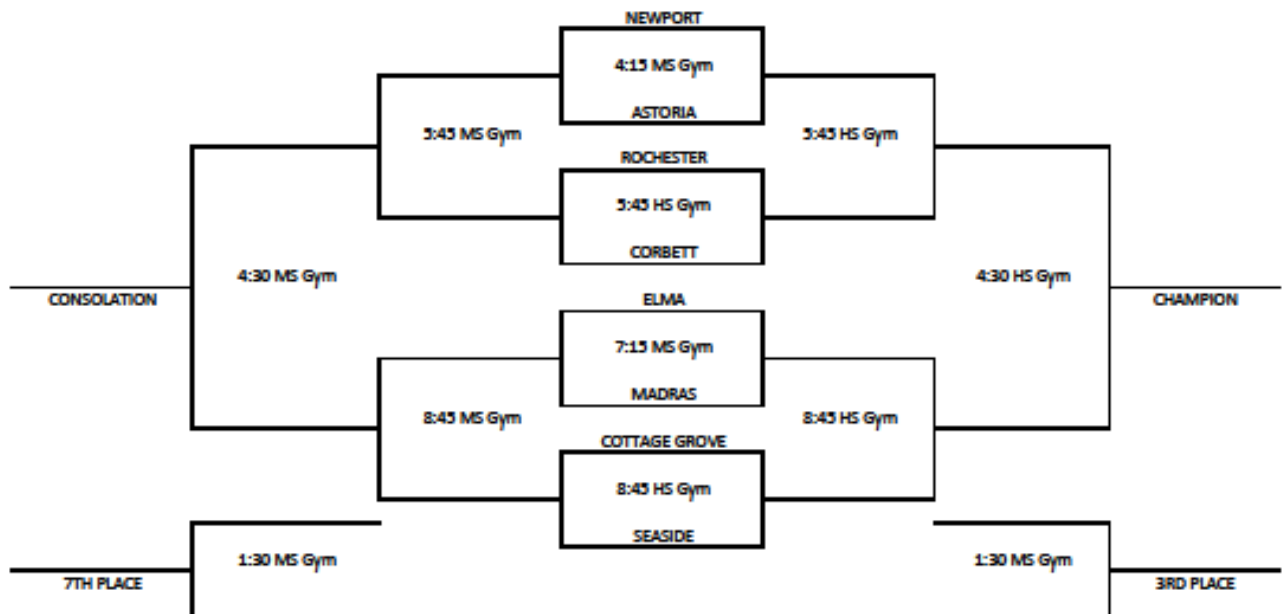 NEWPORT
4:15 MS Gym
ASTORIA
5:45 MS Gym
5:45 HS Gym
ROCHESTER
5:45 HS Gym
CORBETT
4:30 MS Gym
4:30 HS Gym
CONSOLATION
ELMA
CHAMPION
7:15 MS Gym
MADRAS
8:45 MS Gym
8:45 HS Gym
COTTAGE GROVE
8:45 HS Gym
SEASIDE
1:30 MS Gym
1:30 MS Gym
7TH PLACE
3RD PLACE